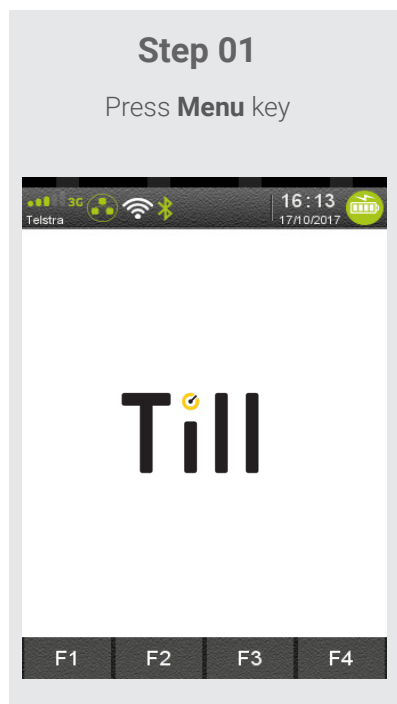 Step 01
Press Menu key
3G
16:13
Telstra
17/10/2017
Till
F1 F2 F3 F4